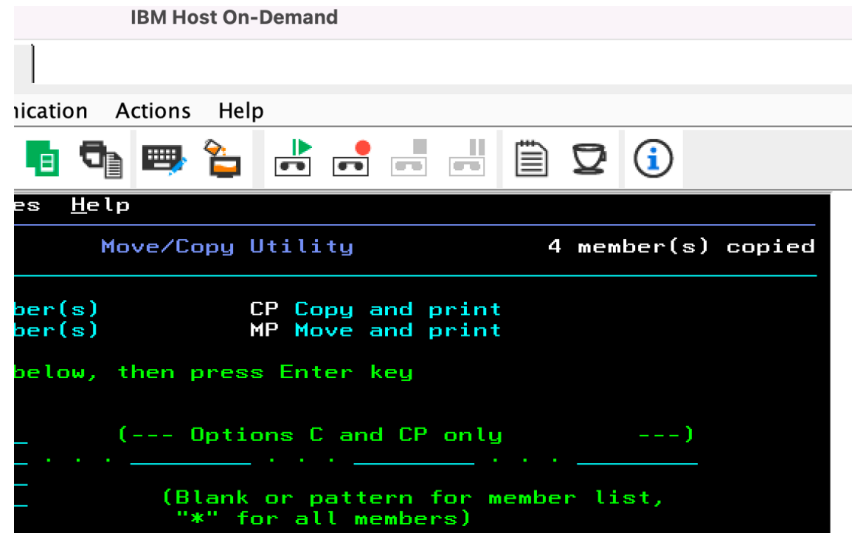 IBM Host On-Demand
nication Actions Help
es Help
Move/Copy Utility 4 member(s) copied
ber(s) CP Copy and print
ber(s) MP Move and print
below, then press Enter key
(--- Options C and CP only ---)
. . . . . . . . .
(Blank or pattern for member list,
"*" for all members)